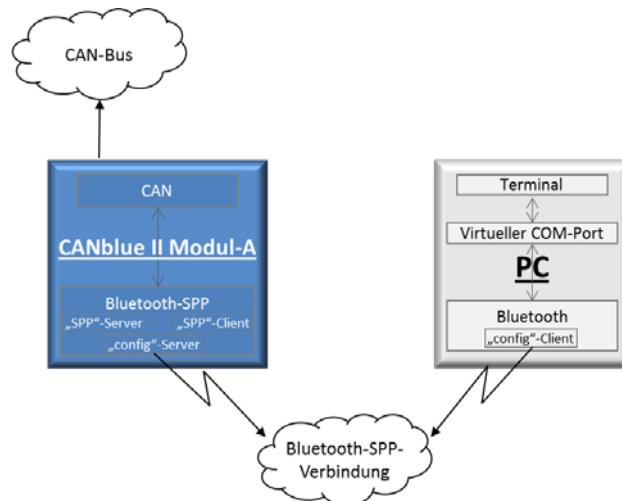 CAN-Bus
CAN
CANblue II Modul-A
Bluetooth-SPP
„SPP“-Server
„SPP“-Client
„config“-Server
Terminal
Virtueller COM-Port
PC
Bluetooth
„config“-Client
Bluetooth-SPP-
Verbindung